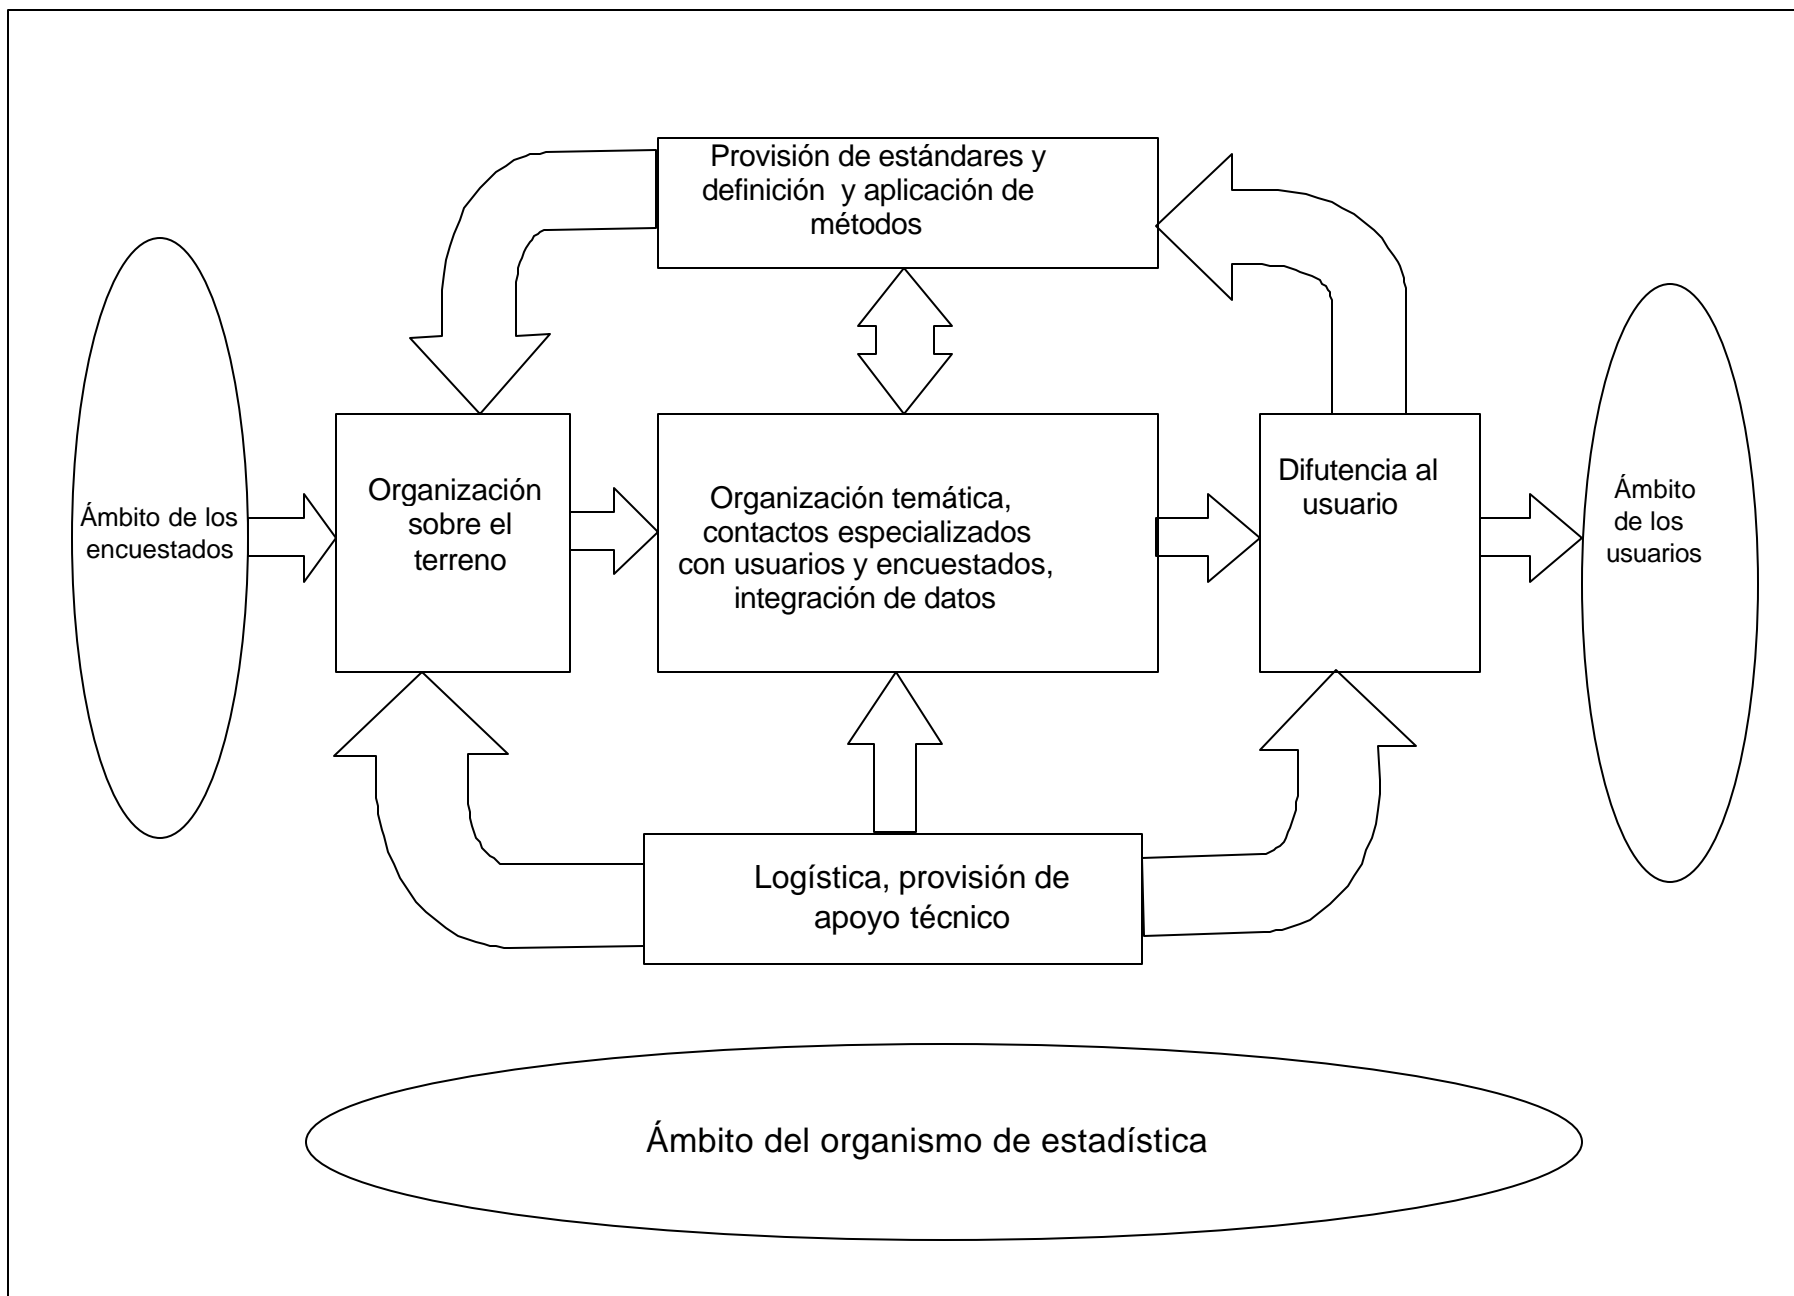 Provisión de estándares y
definición y aplicación de
métodos
Ámbito de los
encuestados
Organización
sobre el
terreno
Organización temática,
contactos especializados
con usuarios y encuestados,
integración de datos
Difutencia al
usuario
Ámbito
de los
usuarios
Logística, provisión de
apoyo técnico
Ámbito del organismo de estadística